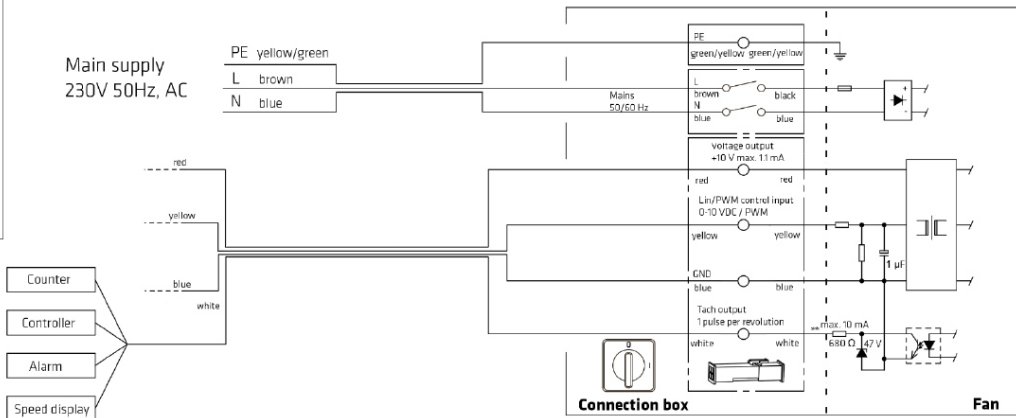 Main supply
230V 50Hz, AC
PE yellow/green
L brown
N blue
red
yellow
blue
white
Counter
Controller
Alarm
Speed display
Mains
50/60 Hz
PE
green/yellow green/yellow
L
brown
black
N
blue
blue
Voltage output
+10 V max. 1.1 mA
red
red
Lin/PWM control input
0-10 VDC / PWM
yellow
yellow
GND
blue
blue
Tach output
1 pulse per revolution
white
white
1 µF
max. 10 mA
680 Ω
47 V
+
-
O
I
Connection box
Fan